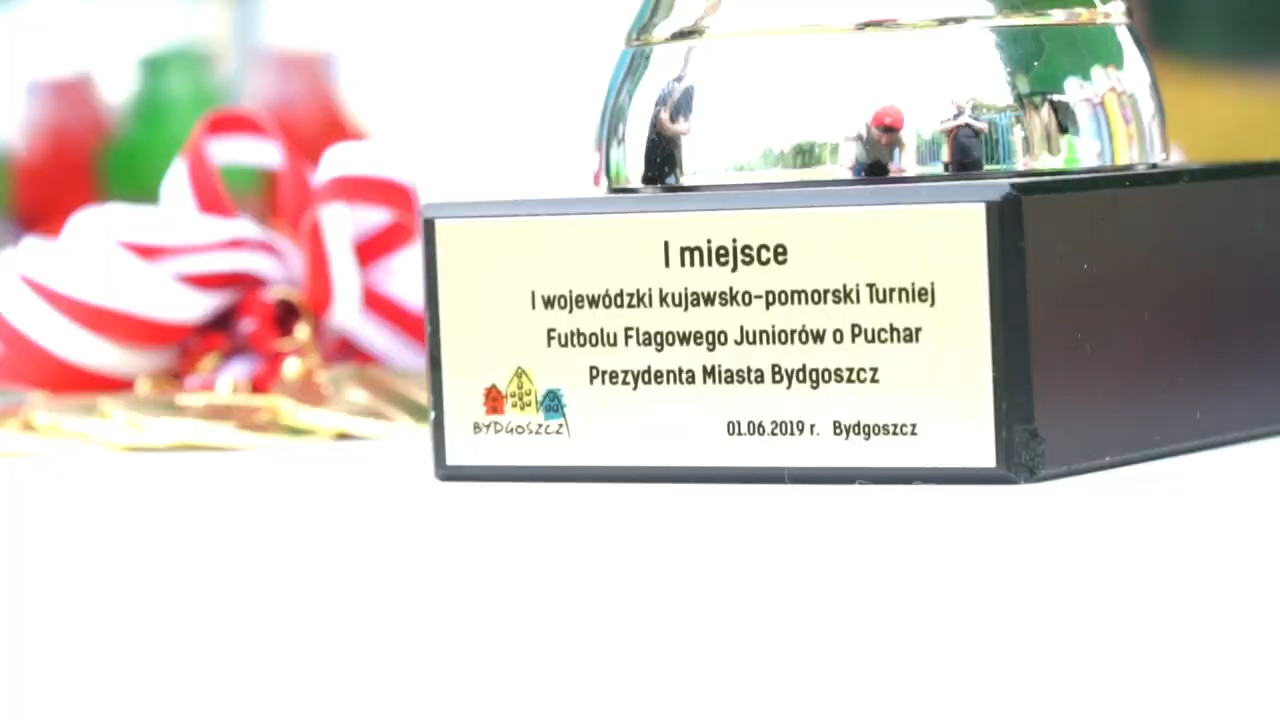 I miejsce
I wojewódzki kujawsko-pomorski Turniej
Futbolu Flagowego Juniorów o Puchar
Prezydenta Miasta Bydgoszcz
BYDGOSZCZ
01.06.2019 r. Bydgoszcz